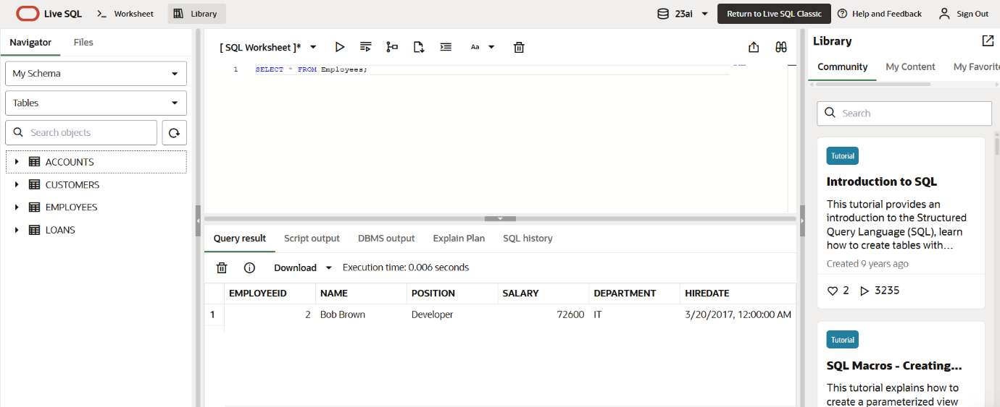 Live SQL
Worksheet
Library
23ai
Return to Live SQL Classic
Help and Feedback
Sign Out
Navigator
Files
My Schema
Tables
Search objects
ACCOUNTS
CUSTOMERS
EMPLOYEES
LOANS
[ SQL Worksheet ]*
Aa
1 SELECT * FROM Employees;
Query result
Script output
DBMS output
Explain Plan
SQL history
Download
Execution time: 0.006 seconds
EMPLOYEEID NAME POSITION SALARY DEPARTMENT HIREDATE
1 2 Bob Brown Developer 72600 IT 3/20/2017, 12:00:00 AM
Library
Community
My Content
My Favorite
Search
Tutorial
Introduction to SQL
This tutorial provides an
introduction to the Structured
Query Language (SQL), learn
how to create tables with...
Created 9 years ago
2 3235
Tutorial
SQL Macros - Creating...
This tutorial explains how to
create a parameterized view